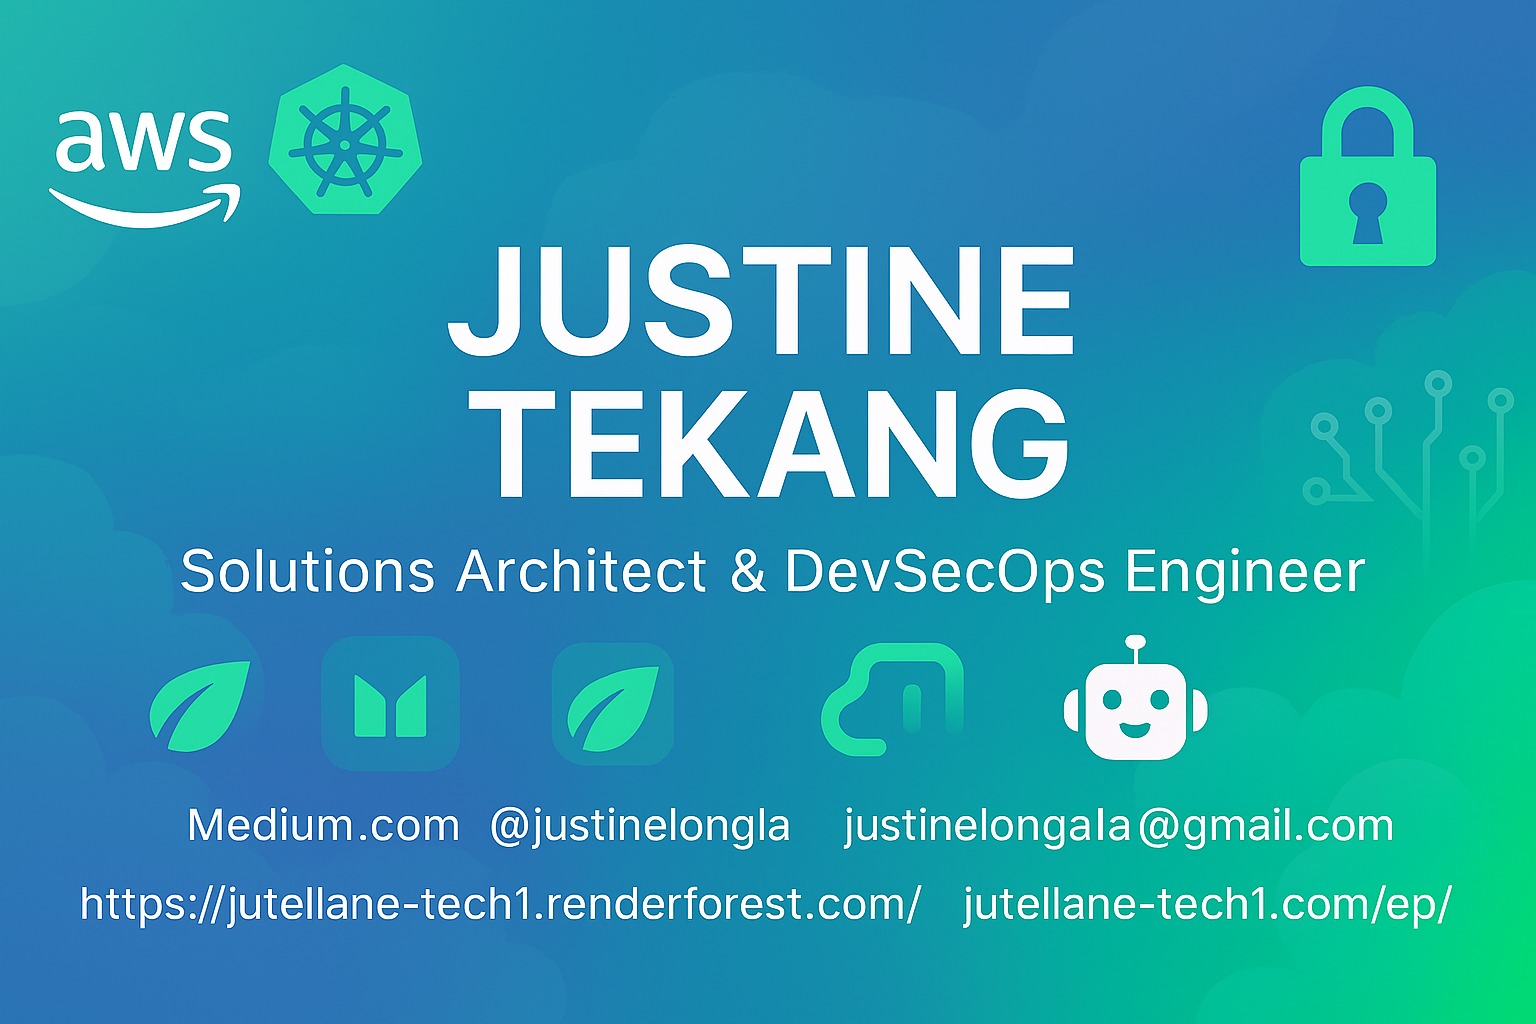 aws
JUSTINE
TEKANG
Solutions Architect & DevSecOps Engineer
Medium.com @justinelongla justinelongala@gmail.com
https://jutellane-tech1.renderforest.com/ jutellane-tech1.com/ep/